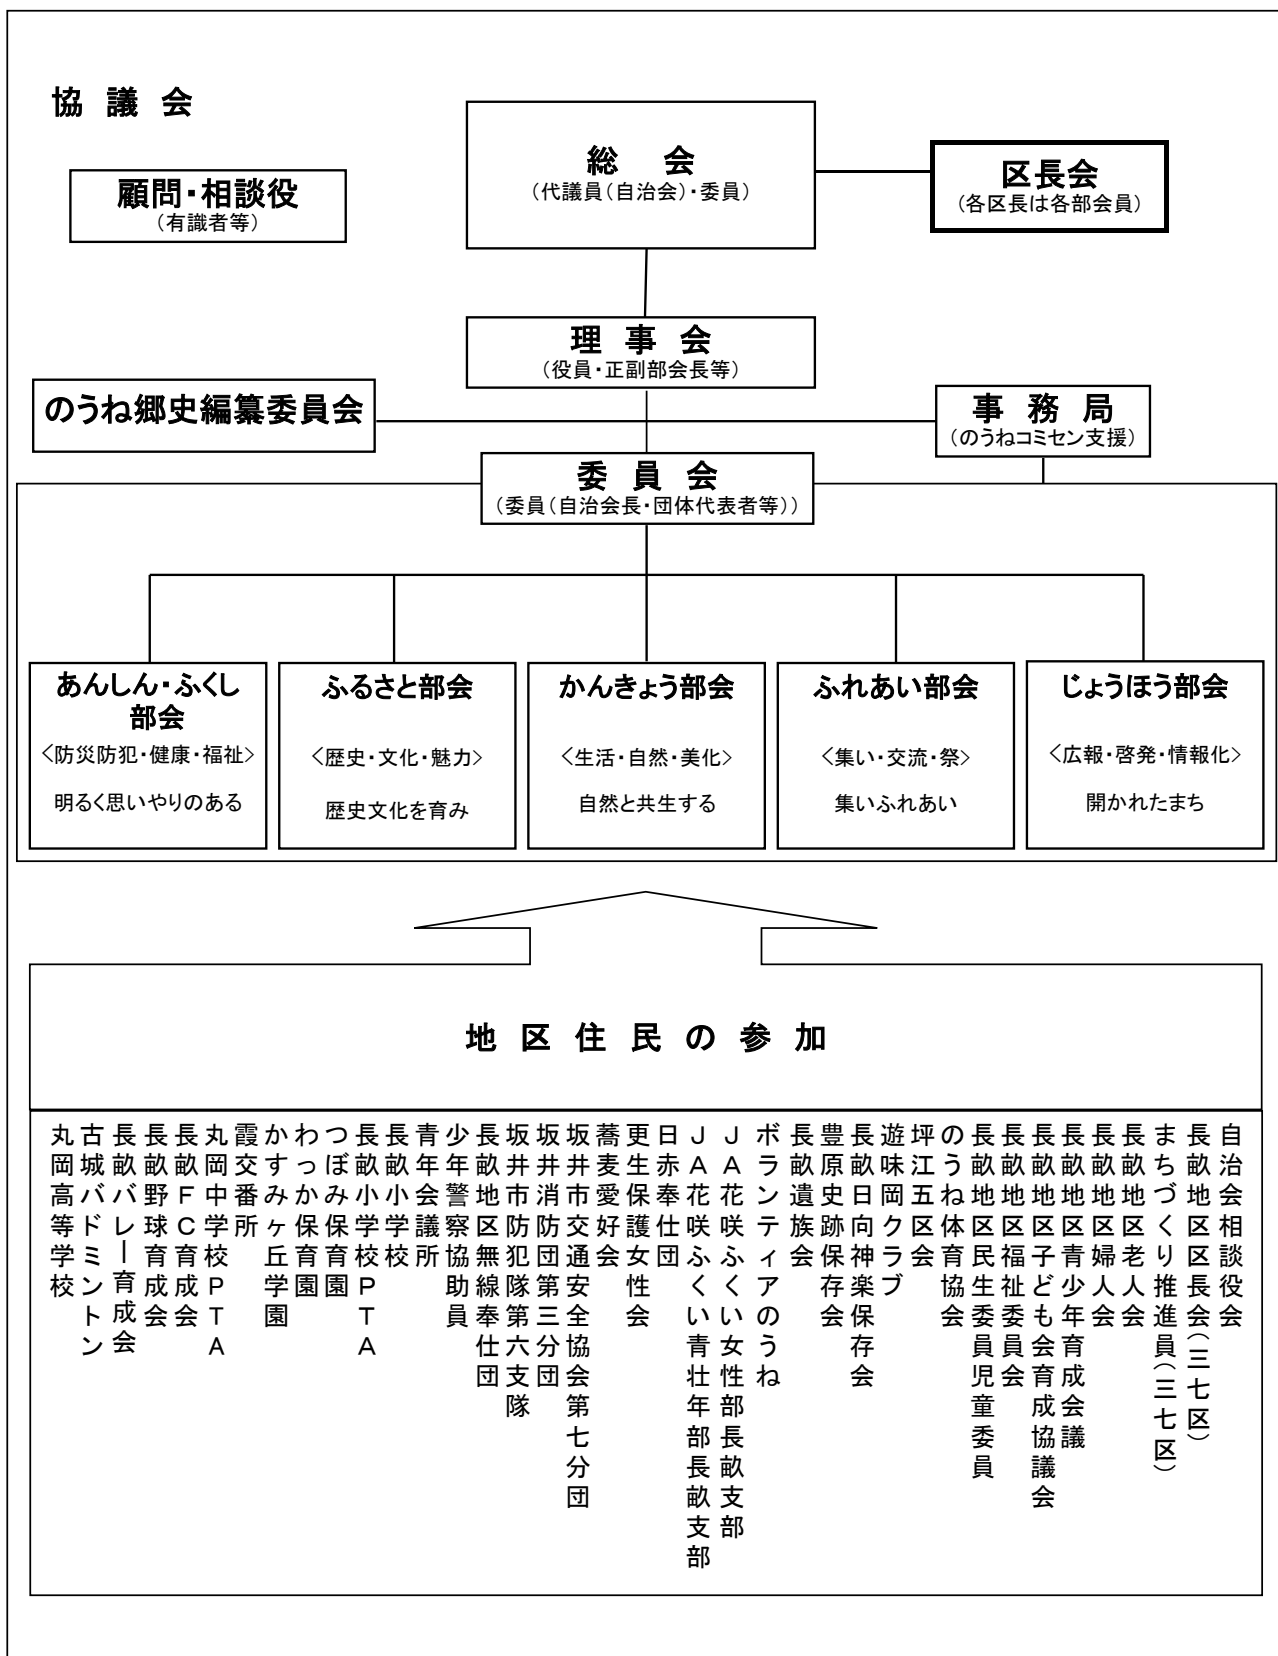 協議会
総会
(代議員(自治会)・委員)
区長会
(各区長は各部会員)
顧問・相談役
(有識者等)
理事会
(役員・正副部会長等)
のうね郷史編纂委員会
事務局
(のうねコミセン支援)
委員会
(委員(自治会長・団体代表者等))
あんしん・ふくし
部会
<防災防犯・健康・福祉>
明るく思いやりのある
ふるさと部会
<歴史・文化・魅力>
歴史文化を育み
かんきょう部会
<生活・自然・美化>
自然と共生する
ふれあい部会
<集い・交流・祭>
集いふれあい
じょうほう部会
<広報・啓発・情報化>
開かれたまち
地区住民の参加
自治会相談役会
長畝地区区長会(三七区)
まちづくり推進員(三七区)
長畝地区老人会
長畝地区婦人会
長畝地区青少年育成会議
長畝地区子ども会育成協議会
長畝地区福祉委員会
長畝地区民生委員児童委員
のうね体育協会
坪江五区会
遊味岡クラブ
長畝日向神楽保存会
豊原史跡保存会
長畝遺族会
ボランティアのうね
JA花咲ふくい女性部長畝支部
JA花咲ふくい青壮年部長畝支部
日赤奉仕団
更生保護女性会
蕎麦愛好会
坂井市交通安全協会第七分団
坂井消防団第三分団
坂井市防犯隊第六支隊
長畝地区無線奉仕団
少年警察協助員
青年会議所
長畝小学校
長畝小学校PTA
つぼみ保育園
わっか保育園
かすみヶ丘学園
霞交番所
丸岡中学校PTA
長畝FC育成会
長畝野球育成会
長畝バレー育成会
古城バドミントン
丸岡高等学校